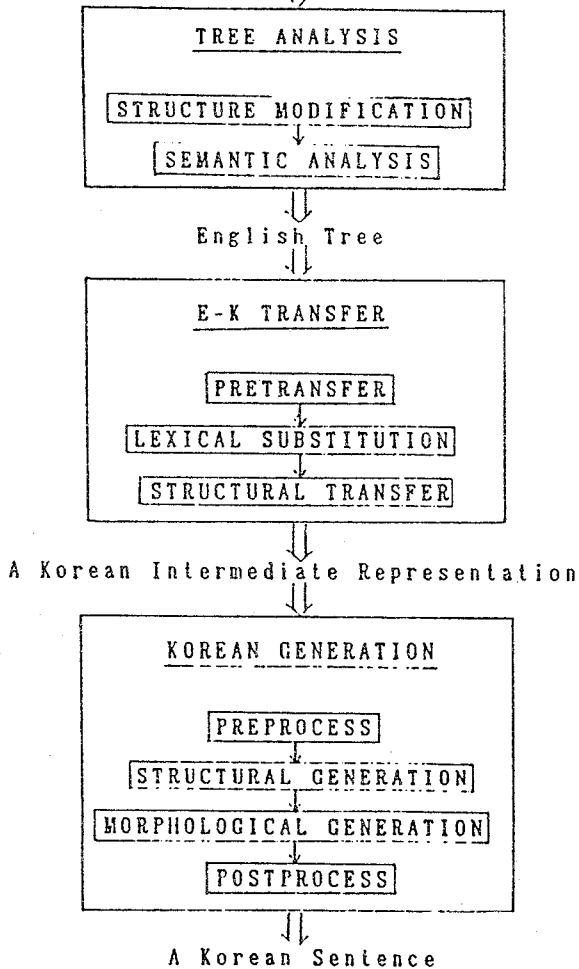 TREE ANALYSIS
STRUCTURE MODIFICATION
SEMANTIC ANALYSIS
English Tree
E-K TRANSFER
PRETRANSFER
LEXICAL SUBSTITUTION
STRUCTURAL TRANSFER
A Korean Intermediate Representation
KOREAN GENERATION
PREPROCESS
STRUCTURAL GENERATION
MORPHOLOGICAL GENERATION
POSTPROCESS
A Korean Sentence